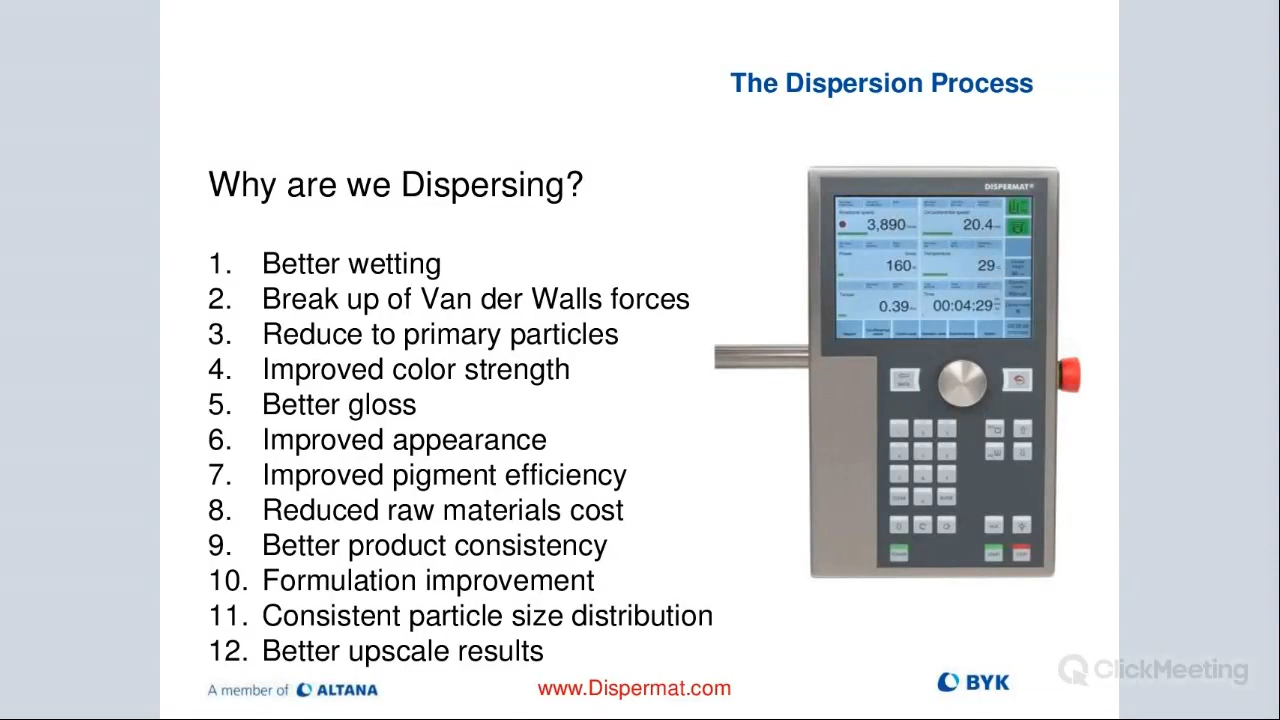 The Dispersion Process
Why are we Dispersing?
1. Better wetting
2. Break up of Van der Walls forces
3. Reduce to primary particles
4. Improved color strength
5. Better gloss
6. Improved appearance
7. Improved pigment efficiency
8. Reduced raw materials cost
9. Better product consistency
10. Formulation improvement
11. Consistent particle size distribution
12. Better upscale results
DISPERMAT®
3,890
20.4
160
Temperature
29
0.39
Time
00:04:29
A member of ALTANA
www.Dispermat.com
BYK
ClickMeeting